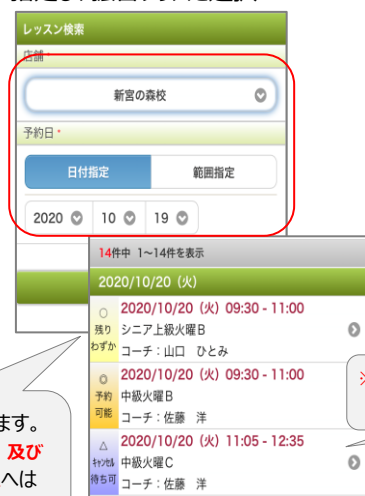 レッスン検索
店舗
新宮の森校
予約日 *
日付指定 範囲指定
2020 10 19
14件中 1～14件を表示
2020/10/20（火）
○ 残りわずか
2020/10/20（火）09:30 - 11:00
シニア上級火曜B
コーチ：山口 ひとみ
◎ 予約可能
2020/10/20（火）09:30 - 11:00
中級火曜B
コーチ：佐藤 洋
△ ｷｬﾝｾﾙ待ち可
2020/10/20（火）11:05 - 12:35
中級火曜C
コーチ：佐藤 洋
ます。
及び
へは
※